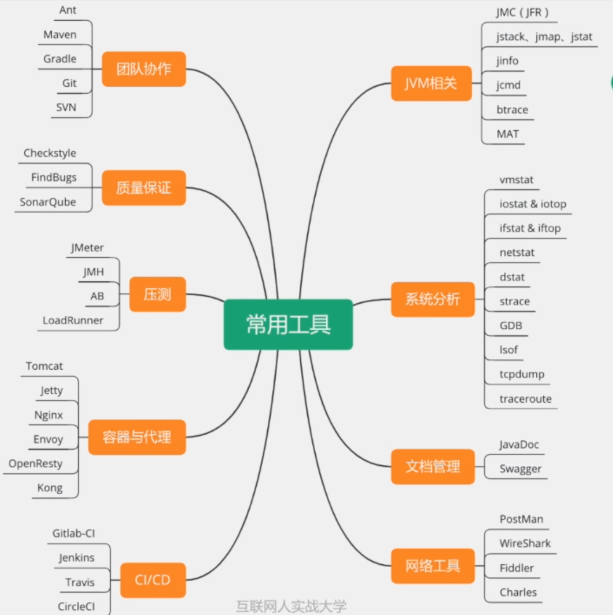 常用工具
团队协作
Ant
Maven
Gradle
Git
SVN
质量保证
Checkstyle
FindBugs
SonarQube
压测
JMeter
JMH
AB
LoadRunner
容器与代理
Tomcat
Jetty
Nginx
Envoy
OpenResty
Kong
CI/CD
Gitlab-CI
Jenkins
Travis
CircleCI
JVM相关
JMC ( JFR )
jstack、jmap、jstat
jinfo
jcmd
btrace
MAT
系统分析
vmstat
iostat & iotop
ifstat & iftop
netstat
dstat
strace
GDB
lsof
tcpdump
traceroute
文档管理
JavaDoc
Swagger
网络工具
PostMan
WireShark
Fiddler
Charles
互联网人实战大学